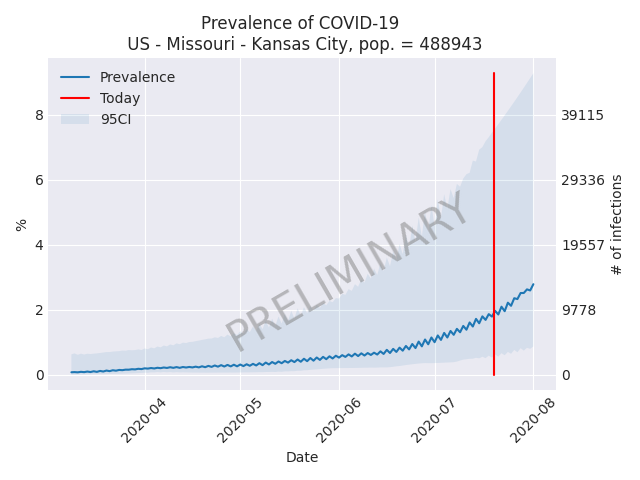 Prevalence of COVID-19
US - Missouri - Kansas City, pop. = 488943
Prevalence
Today
95CI
8
6
4
2
0
%
39115
29336
19557
9778
0
# of infections
PRELIMINARY
2020-04
2020-05
2020-06
2020-07
2020-08
Date